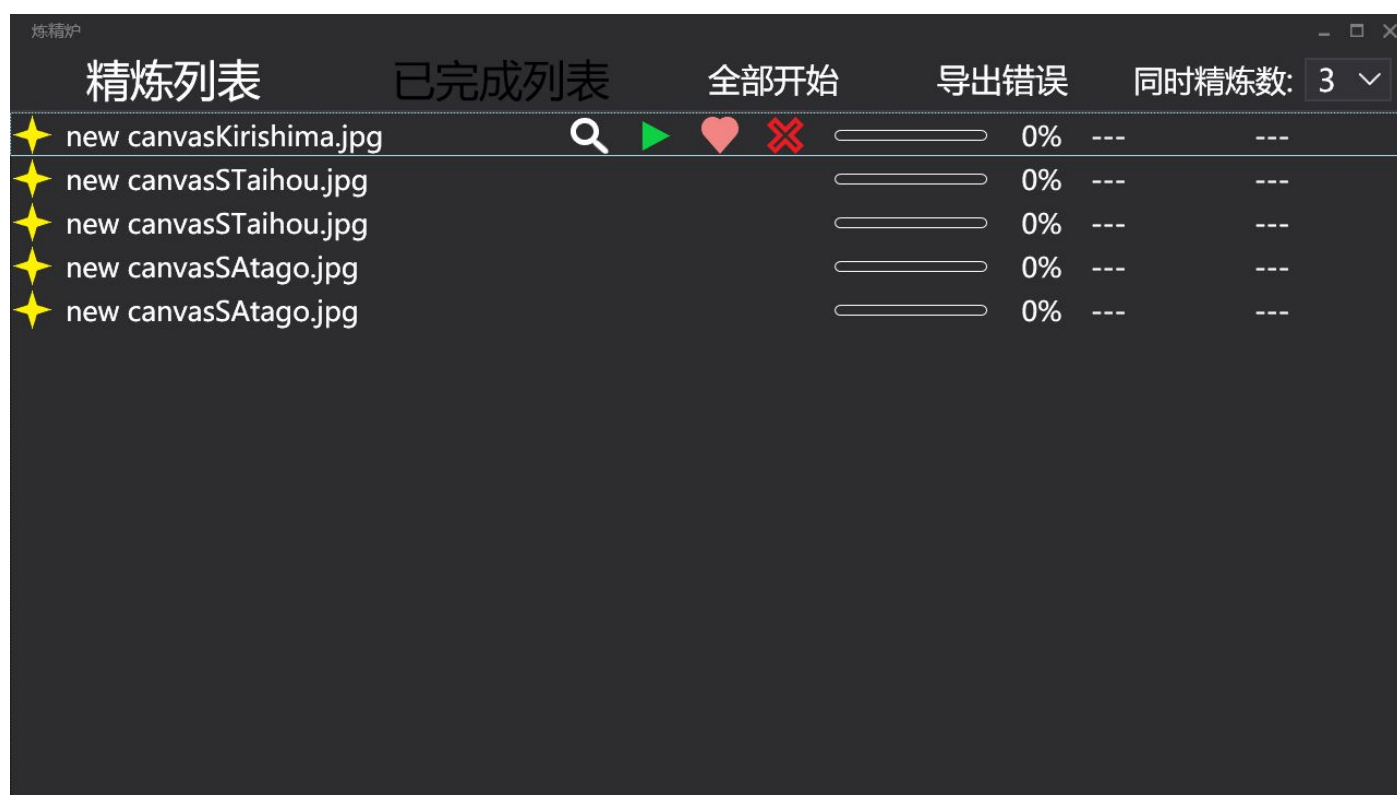 炼精炉
精炼列表 已完成列表 全部开始 导出错误 同时精炼数: 3
new canvasKirishima.jpg 0% --- ---
new canvasSTaihou.jpg 0% --- ---
new canvasSTaihou.jpg 0% --- ---
new canvasSAtago.jpg 0% --- ---
new canvasSAtago.jpg 0% --- ---